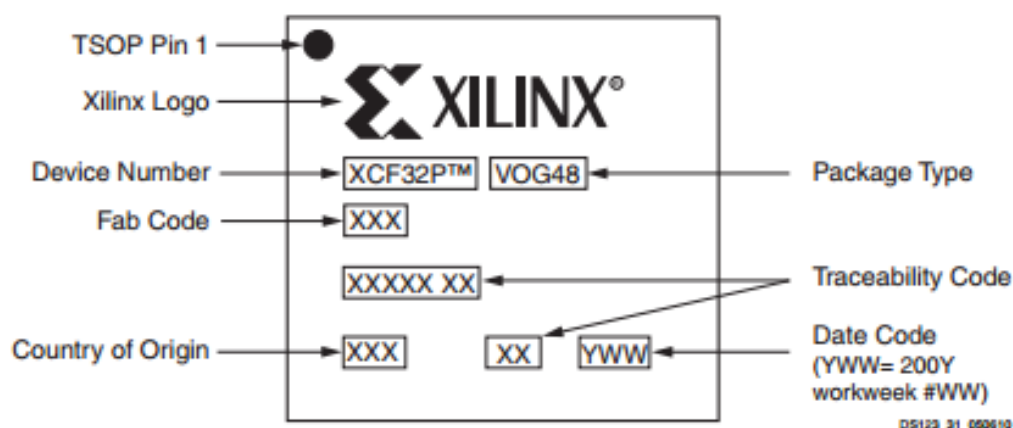 TSOP Pin 1
Xilinx Logo
XILINX®
Device Number
XCF32P™ VOG48
Package Type
Fab Code
XXX
XXXXX XX
Traceability Code
Country of Origin
XXX XX YWW
Date Code
(YWW= 200Y
workweek #WW)
DS123_31_050610